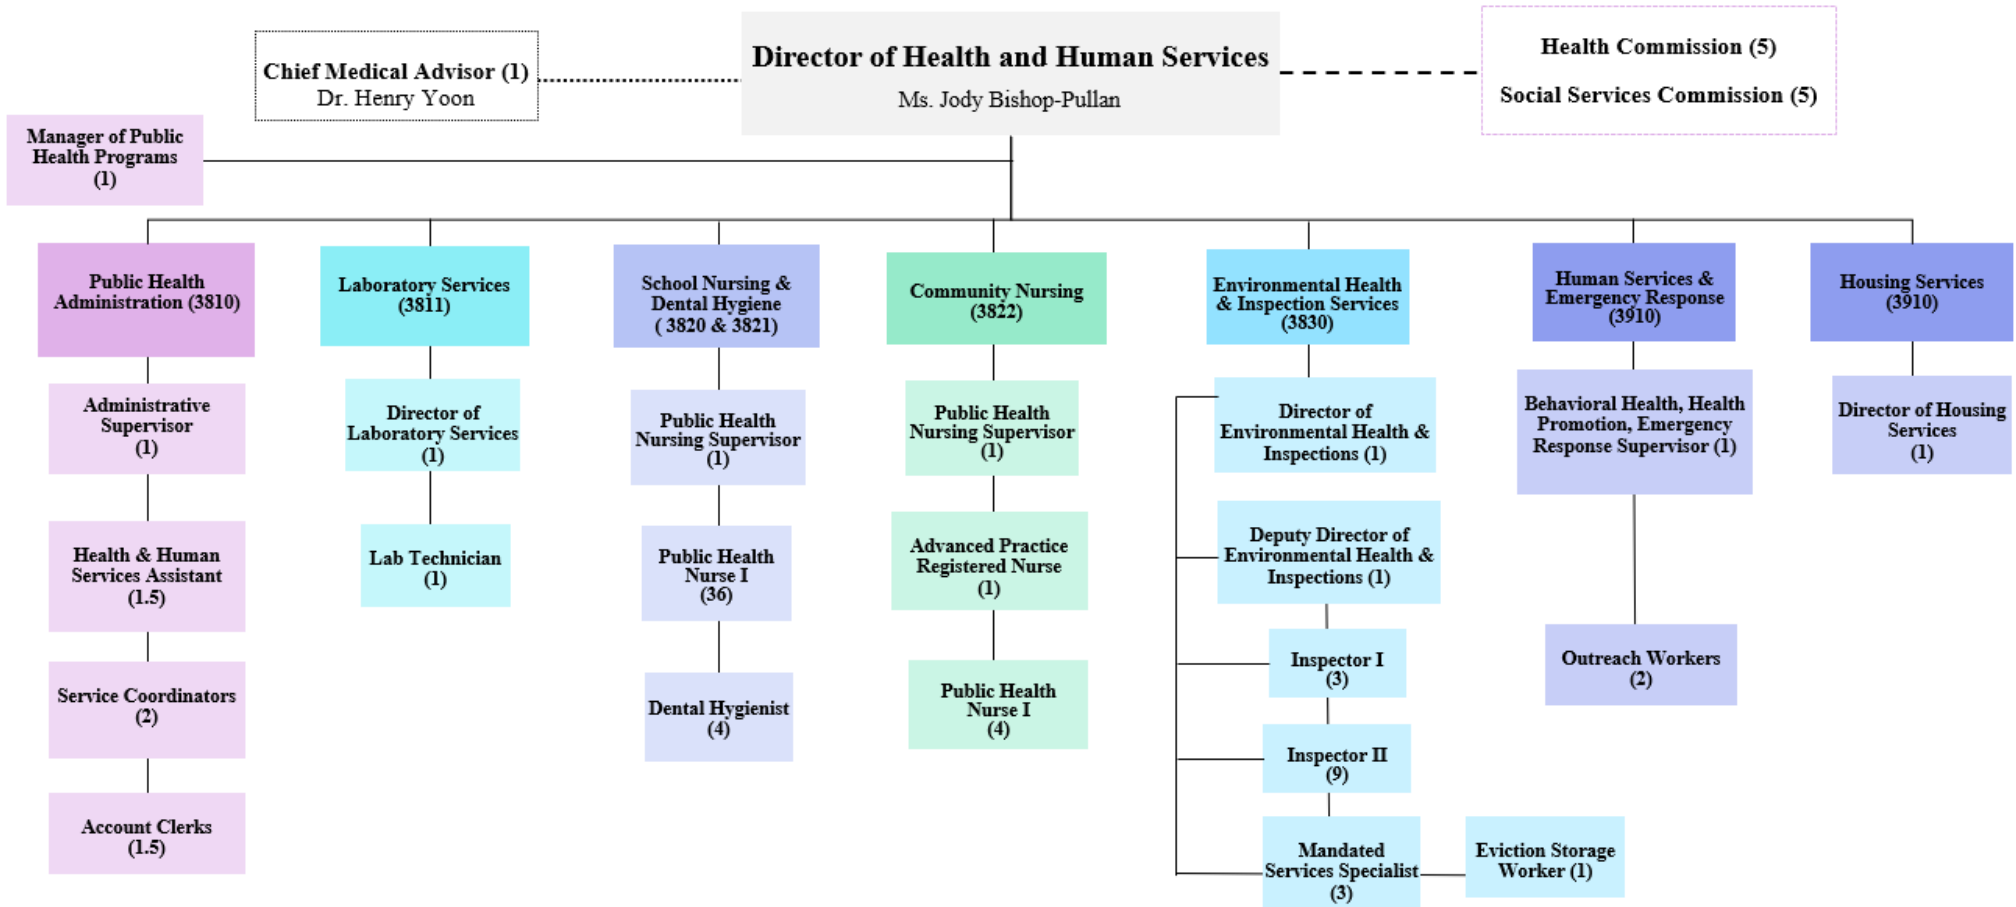 Director of Health and Human Services
Ms. Jody Bishop-Pullan
Chief Medical Advisor (1)
Dr. Henry Yoon
Health Commission (5)
Social Services Commission (5)
Manager of Public
Health Programs
(1)
Public Health
Administration (3810)
Administrative
Supervisor
(1)
Health & Human
Services Assistant
(1.5)
Service Coordinators
(2)
Account Clerks
(1.5)
Laboratory Services
(3811)
Director of
Laboratory Services
(1)
Lab Technician
(1)
School Nursing &
Dental Hygiene
( 3820 & 3821)
Public Health
Nursing Supervisor
(1)
Public Health
Nurse I
(36)
Dental Hygienist
(4)
Community Nursing
(3822)
Public Health
Nursing Supervisor
(1)
Advanced Practice
Registered Nurse
(1)
Public Health
Nurse I
(4)
Environmental Health
& Inspection Services
(3830)
Director of
Environmental Health &
Inspections (1)
Deputy Director of
Environmental Health &
Inspections (1)
Inspector I
(3)
Inspector II
(9)
Mandated
Services Specialist
(3)
Eviction Storage
Worker (1)
Human Services &
Emergency Response
(3910)
Behavioral Health, Health
Promotion, Emergency
Response Supervisor (1)
Outreach Workers
(2)
Housing Services
(3910)
Director of Housing
Services
(1)